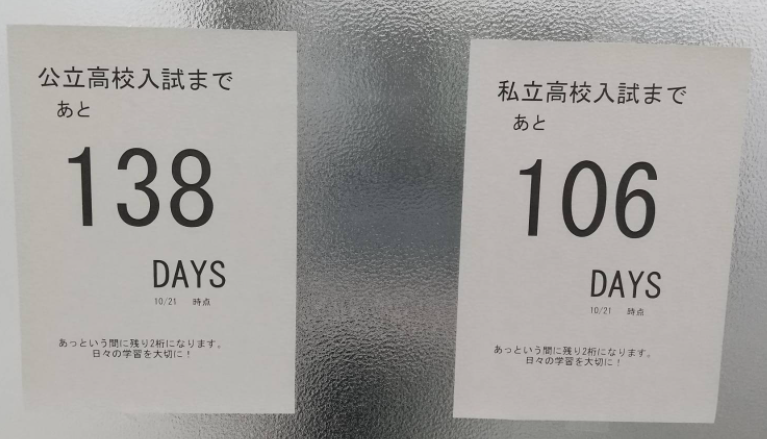 公立高校入試まで
あと
138
DAYS
10/21 時点
あっという間に残り2桁になります。
日々の学習を大切に！
私立高校入試まで
あと
106
DAYS
10/21 時点
あっという間に残り2桁になります。
日々の学習を大切に！